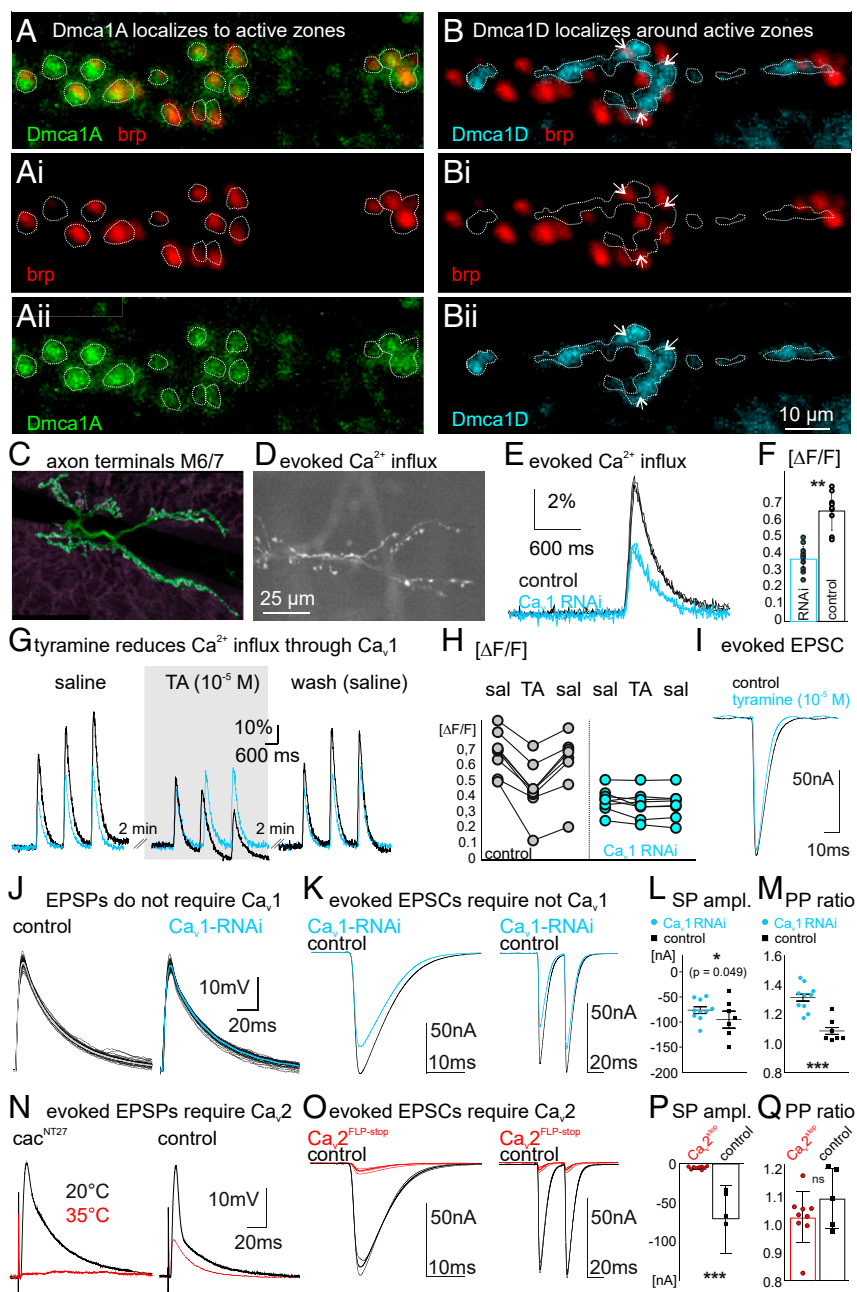 A Dmca1A localizes to active zones
Dmca1A brp
Ai
brp
Aii
Dmca1A
B Dmca1D localizes around active zones
Dmca1D brp
Bi
brp
Bii
Dmca1D
10 µm
C axon terminals M6/7
D evoked Ca²⁺ influx
25 µm
E evoked Ca²⁺ influx
2%
600 ms
control
Caᵥ1 RNAi
F [ΔF/F]
**
0.7
0.6
0.5
0.4
0.3
0.2
0.1
0
RNAi
control
G tyramine reduces Ca²⁺ influx through Caᵥ1
saline TA (10⁻⁵ M) wash (saline)
10%
600 ms
2 min 2 min
H [ΔF/F]
sal TA sal sal TA sal
[ΔF/F]
0.7
0.6
0.5
0.4
0.3
0.2
0.1
0
control Caᵥ1 RNAi
I evoked EPSC
control
tyramine (10⁻⁵ M)
50nA
10ms
J EPSPs do not require Caᵥ1
control Caᵥ1-RNAi
10mV
20ms
K evoked EPSCs require not Caᵥ1
Caᵥ1-RNAi Caᵥ1-RNAi
control control
50nA 50nA
10ms 20ms
L SP ampl.
Caᵥ1 RNAi
control
[nA]
*
(p = 0.049)
0
-50
-100
-150
-200
M PP ratio
Caᵥ1 RNAi
control
1.6
1.4
1.2
1.0
0.8
***
N evoked EPSPs require Caᵥ2
cacᴺᵀ²⁷ control
20°C
35°C
10mV
20ms
O evoked EPSCs require Caᵥ2
Caᵥ2FLP-stop Caᵥ2FLP-stop
control control
50nA 50nA
10ms 20ms
P SP ampl.
Caᵥ2stop
control
0
-50
-100
[nA]
***
Q PP ratio
Caᵥ2stop
control
ns
1.2
1.1
1.0
0.9
0.8